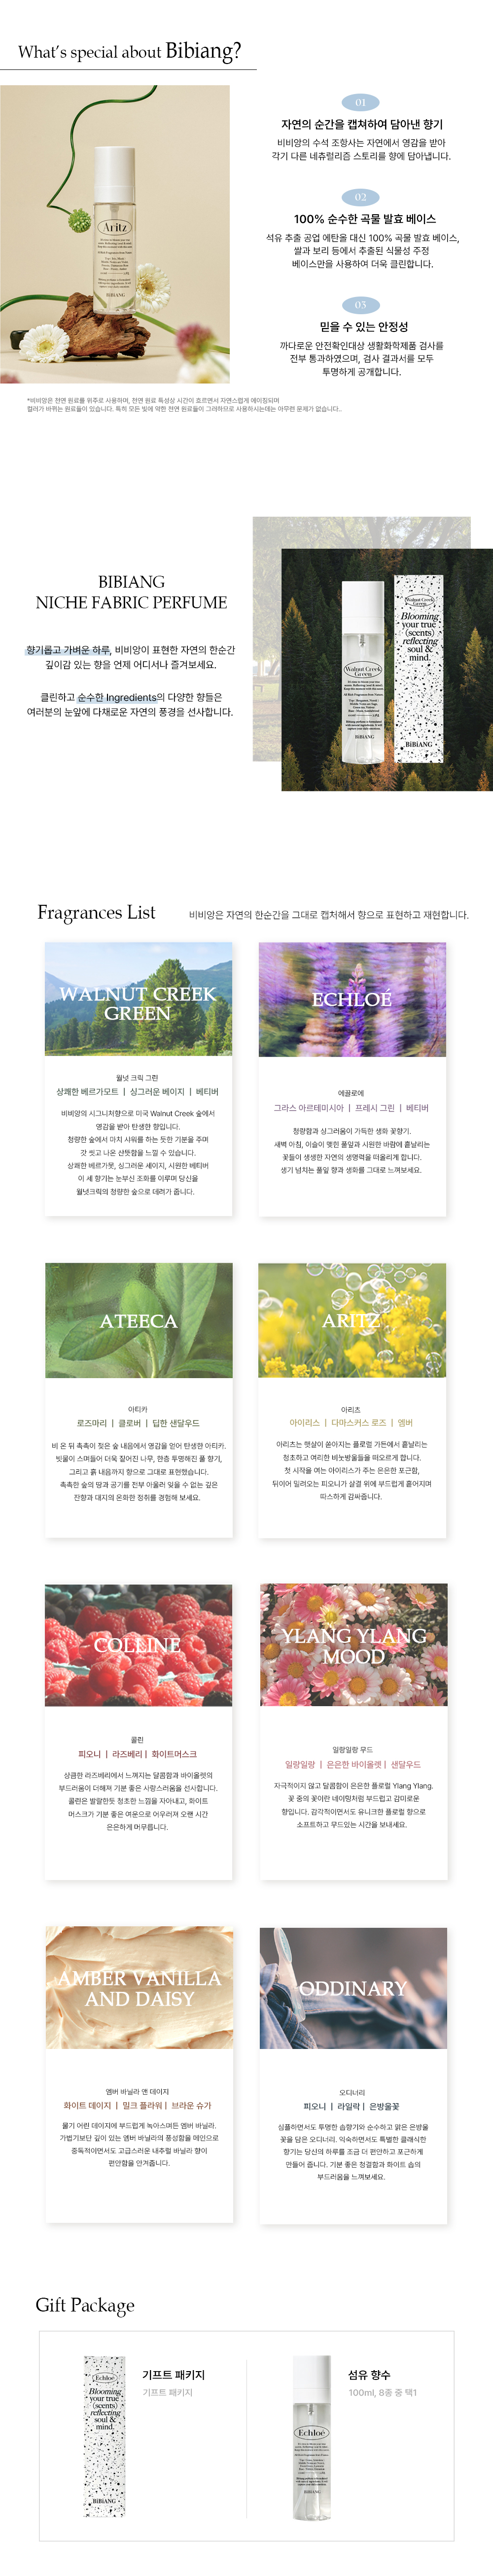 What's special about Bibiang?
Aritz
BIBIANG
01
자연의 순간을 캡쳐하여 담아낸 향기
비비앙의 수석 조향사는 자연에서 영감을 받아
각기 다른 네츄럴리즘 스토리를 향에 담아냅니다.
02
100% 순수한 곡물 발효 베이스
석유 추출 공업 에탄올 대신 100% 곡물 발효 베이스,
쌀과 보리 등에서 추출된 식물성 주정
베이스만을 사용하여 더욱 클린합니다.
03
믿을 수 있는 안정성
까다로운 안전확인대상 생활화학제품 검사를
전부 통과하였으며, 검사 결과서를 모두
투명하게 공개합니다.
*비비앙은 천연 원료를 위주로 사용하며, 천연 원료 특성상 시간이 흐르면서 자연스럽게 에이징되며
컬러가 바뀌는 원료들이 있습니다. 특히 모든 빛에 약한 천연 원료들이 그러하므로 사용하시는데는 아무런 문제가 없습니다..
BIBIANG
NICHE FABRIC PERFUME
향기롭고 가벼운 하루, 비비앙이 표현한 자연의 한순간
깊이감 있는 향을 언제 어디서나 즐겨보세요.
클린하고 순수한 Ingredients의 다양한 향들은
여러분의 눈앞에 다채로운 자연의 풍경을 선사합니다.
Walnut Creek
Green
BIBIANG
Walnut Creek
Green
Blooming
your true
(scents)
reflecting
soul &
mind.
BIBIANG
Fragrances List
비비앙은 자연의 한순간을 그대로 캡처해서 향으로 표현하고 재현합니다.
WALNUT CREEK
GREEN
월넛 크릭 그린
상쾌한 베르가모트 | 싱그러운 베이지 | 베티버
비비앙의 시그니처향으로 미국 Walnut Creek 숲에서
영감을 받아 탄생한 향입니다.
청량한 숲에서 마치 샤워를 하는 듯한 기분을 주며
갓 씻고 나온 산뜻함을 느낄 수 있습니다.
상쾌한 베르가못, 싱그러운 세이지, 시원한 베티버
이 세 향기는 눈부신 조화를 이루며 당신을
월넛크릭의 청량한 숲으로 데려가 줍니다.
ECHLOÉ
에끌로에
그라스 아르테미시아 | 프레시 그린 | 베티버
청량함과 싱그러움이 가득한 생화 꽃향기.
새벽 아침, 이슬이 맺힌 풀잎과 시원한 바람에 흩날리는
꽃들이 생생한 자연의 생명력을 떠올리게 합니다.
생기 넘치는 풀잎 향과 생화를 그대로 느껴보세요.
ATEECA
아티카
로즈마리 | 클로버 | 딥한 샌달우드
비 온 뒤 촉촉이 젖은 숲 내음에서 영감을 얻어 탄생한 아티카.
빗물이 스며들어 더욱 짙어진 나무, 한층 투명해진 풀 향기,
그리고 흙 내음까지 향으로 그대로 표현했습니다.
촉촉한 숲의 땅과 공기를 전부 아울러 잊을 수 없는 깊은
잔향과 대지의 온화한 정취를 경험해 보세요.
ARITZ
아리츠
아이리스 | 다마스커스 로즈 | 엠버
아리츠는 햇살이 쏟아지는 플로럴 가든에서 흩날리는
청초하고 여리한 비눗방울들을 떠오르게 합니다.
첫 시작을 여는 아이리스가 주는 은은한 포근함,
뒤이어 밀려오는 피오니가 살결 위에 부드럽게 흩어지며
따스하게 감싸줍니다.
COLLINE
콜린
피오니 | 라즈베리 | 화이트머스크
상큼한 라즈베리에서 느껴지는 달콤함과 바이올렛의
부드러움이 더해져 기분 좋은 사랑스러움을 선사합니다.
콜린은 발랄한듯 청초한 느낌을 자아내고, 화이트
머스크가 기분 좋은 여운으로 어우러져 오랜 시간
은은하게 머무릅니다.
YLANG YLANG
MOOD
일랑일랑 무드
일랑일랑 | 은은한 바이올렛 | 샌달우드
자극적이지 않고 달콤함이 은은한 플로럴 Ylang Ylang.
꽃 중의 꽃이란 네이밍처럼 부드럽고 감미로운
향입니다. 감각적이면서도 유니크한 플로럴 향으로
소프트하고 무드있는 시간을 보내세요.
AMBER VANILLA
AND DAISY
엠버 바닐라 앤 데이지
화이트 데이지 | 밀크 플라워 | 브라운 슈가
물기 어린 데이지에 부드럽게 녹아스며든 엠버 바닐라.
가볍기보단 깊이 있는 엠버 바닐라의 풍성함을 메인으로
중독적이면서도 고급스러운 내추럴 바닐라 향이
편안함을 안겨줍니다.
ODDINARY
오디너리
피오니 | 라일락 | 은방울꽃
심플하면서도 투명한 솝향기와 순수하고 맑은 은방울
꽃을 담은 오디너리. 익숙하면서도 특별한 클래식한
향기는 당신의 하루를 조금 더 편안하고 포근하게
만들어 줍니다. 기분 좋은 청결함과 화이트 솝의
부드러움을 느껴보세요.
Gift Package
Echloé
Blooming
your true
(scents)
reflecting
soul &
mind.
BIBIANG
기프트 패키지
기프트 패키지
Echloé
BIBIANG
섬유 향수
100ml, 8종 중 택1